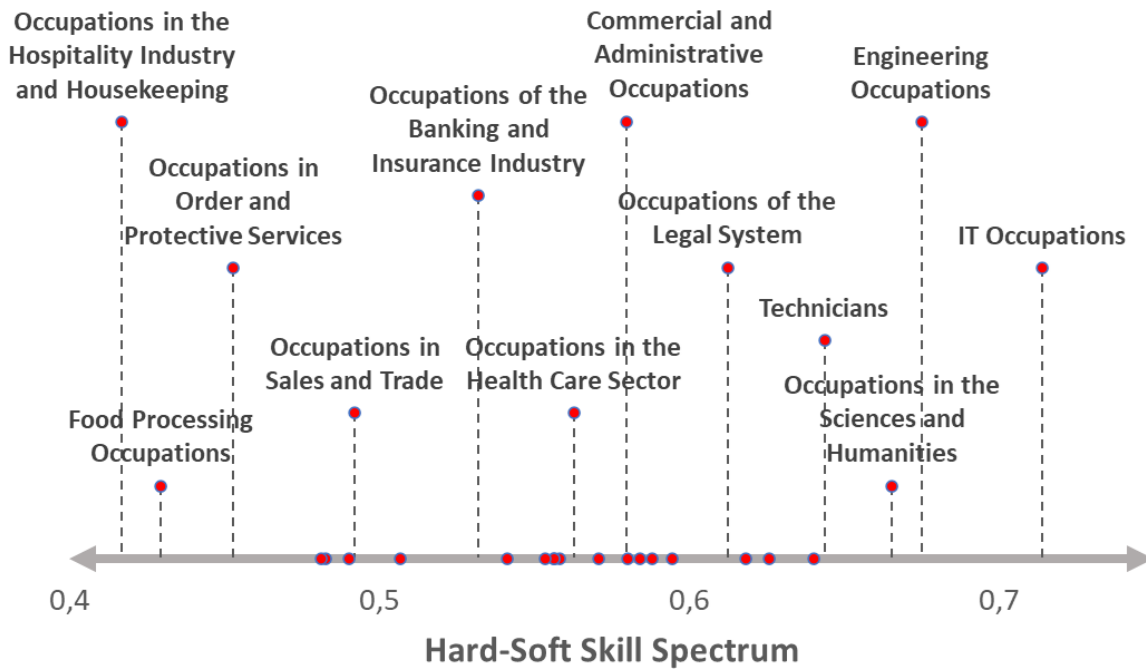 Occupations in the
Hospitality Industry
and Housekeeping
Commercial and
Administrative
Occupations
Engineering
Occupations
Occupations of the
Banking and
Insurance Industry
Occupations in
Order and
Protective Services
Occupations of the
Legal System
IT Occupations
Technicians
Occupations in
Sales and Trade
Occupations in the
Health Care Sector
Occupations in the
Sciences and
Humanities
Food Processing
Occupations
0,4
0,5
0,6
0,7
Hard-Soft Skill Spectrum